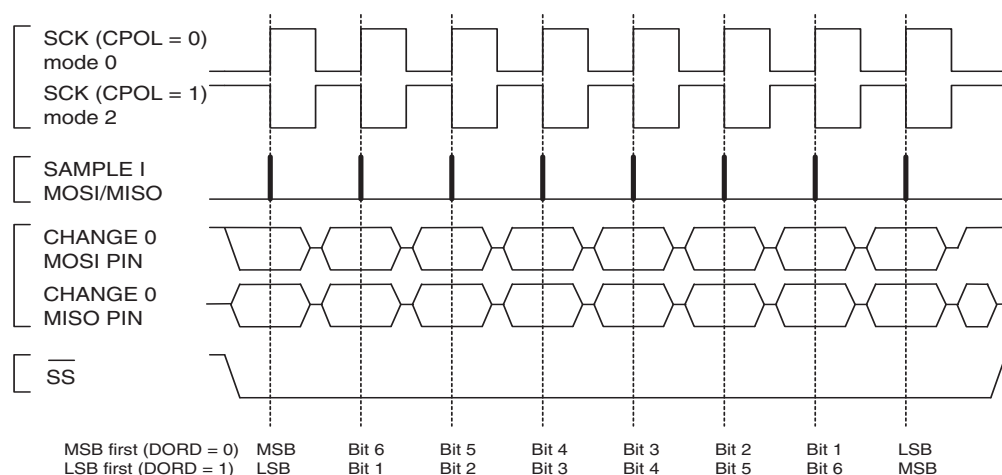 SCK (CPOL = 0)
mode 0
SCK (CPOL = 1)
mode 2
SAMPLE I
MOSI/MISO
CHANGE 0
MOSI PIN
CHANGE 0
MISO PIN
SS
MSB first (DORD = 0) MSB Bit 6 Bit 5 Bit 4 Bit 3 Bit 2 Bit 1 LSB
LSB first (DORD = 1) LSB Bit 1 Bit 2 Bit 3 Bit 4 Bit 5 Bit 6 MSB